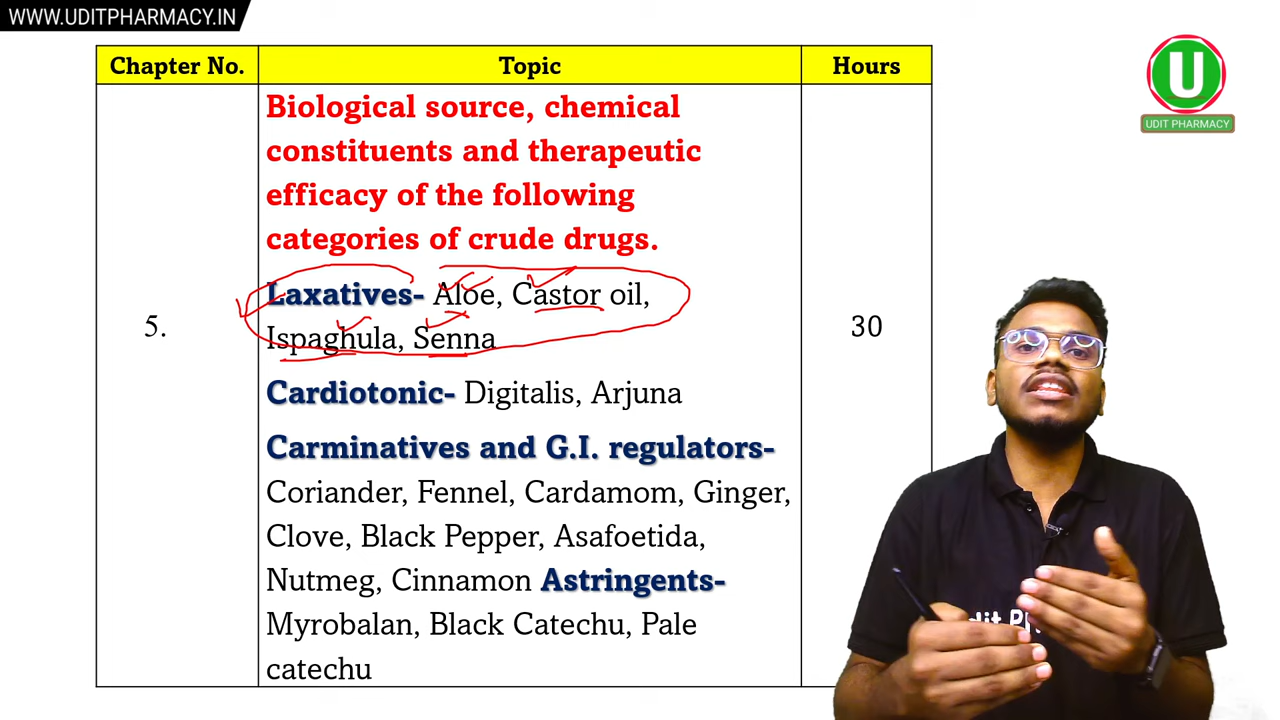 WWW.UDITPHARMACY.IN
U
UDIT PHARMACY
Chapter No. Topic Hours
Biological source, chemical
constituents and therapeutic
efficacy of the following
categories of crude drugs.
Laxatives- Aloe, Castor oil,
Ispaghula, Senna
5. 30
Cardiotonic- Digitalis, Arjuna
Carminatives and G.I. regulators-
Coriander, Fennel, Cardamom, Ginger,
Clove, Black Pepper, Asafoetida,
Nutmeg, Cinnamon Astringents-
Myrobalan, Black Catechu, Pale
catechu